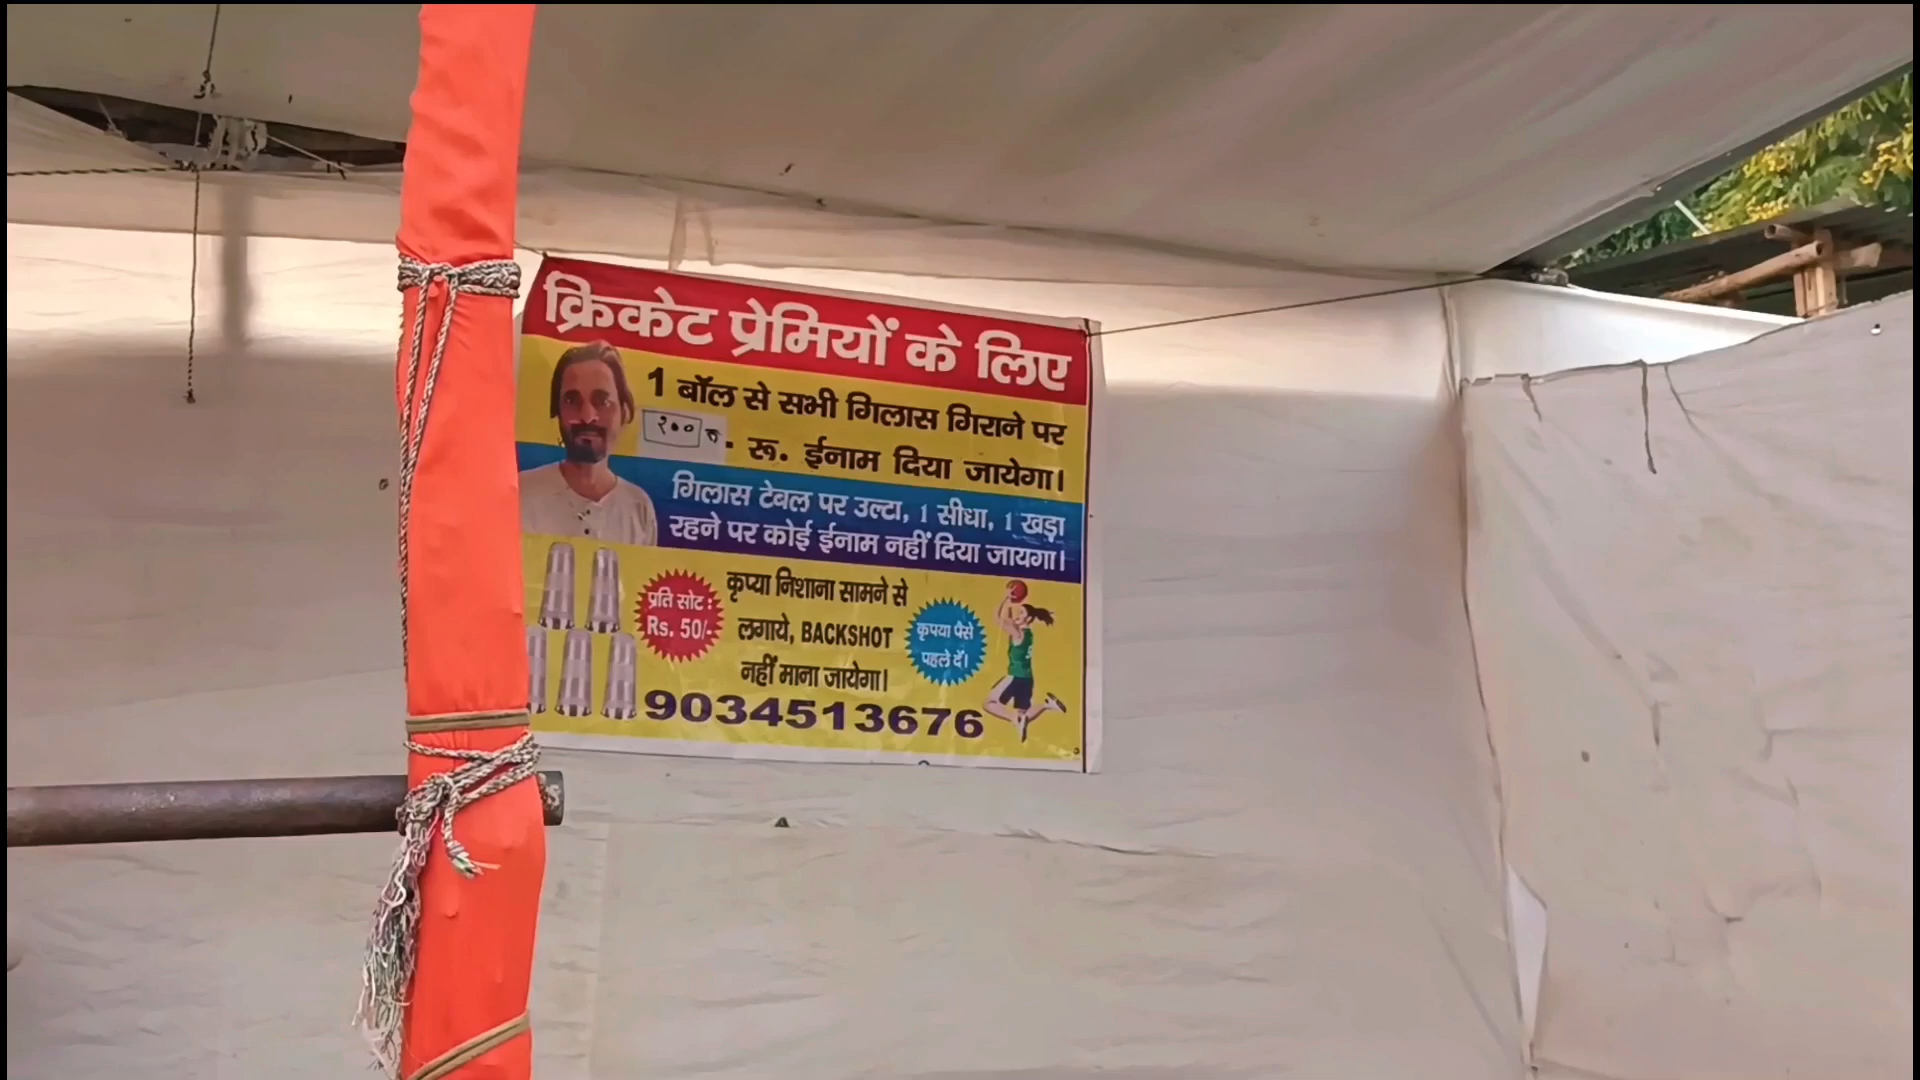 क्रिकेट प्रेमियों के लिए
1 बॉल से सभी गिलास गिराने पर
२०० रू. ईनाम दिया जायेगा।
गिलास टेबल पर उल्टा, 1 सीधा, 1 खड़ा
रहने पर कोई ईनाम नहीं दिया जायगा।
प्रति सोट :
Rs. 50/-
कृप्या निशाना सामने से
लगाये, BACKSHOT
नहीं माना जायेगा।
कृपया पैसे
पहले दें।
9034513676